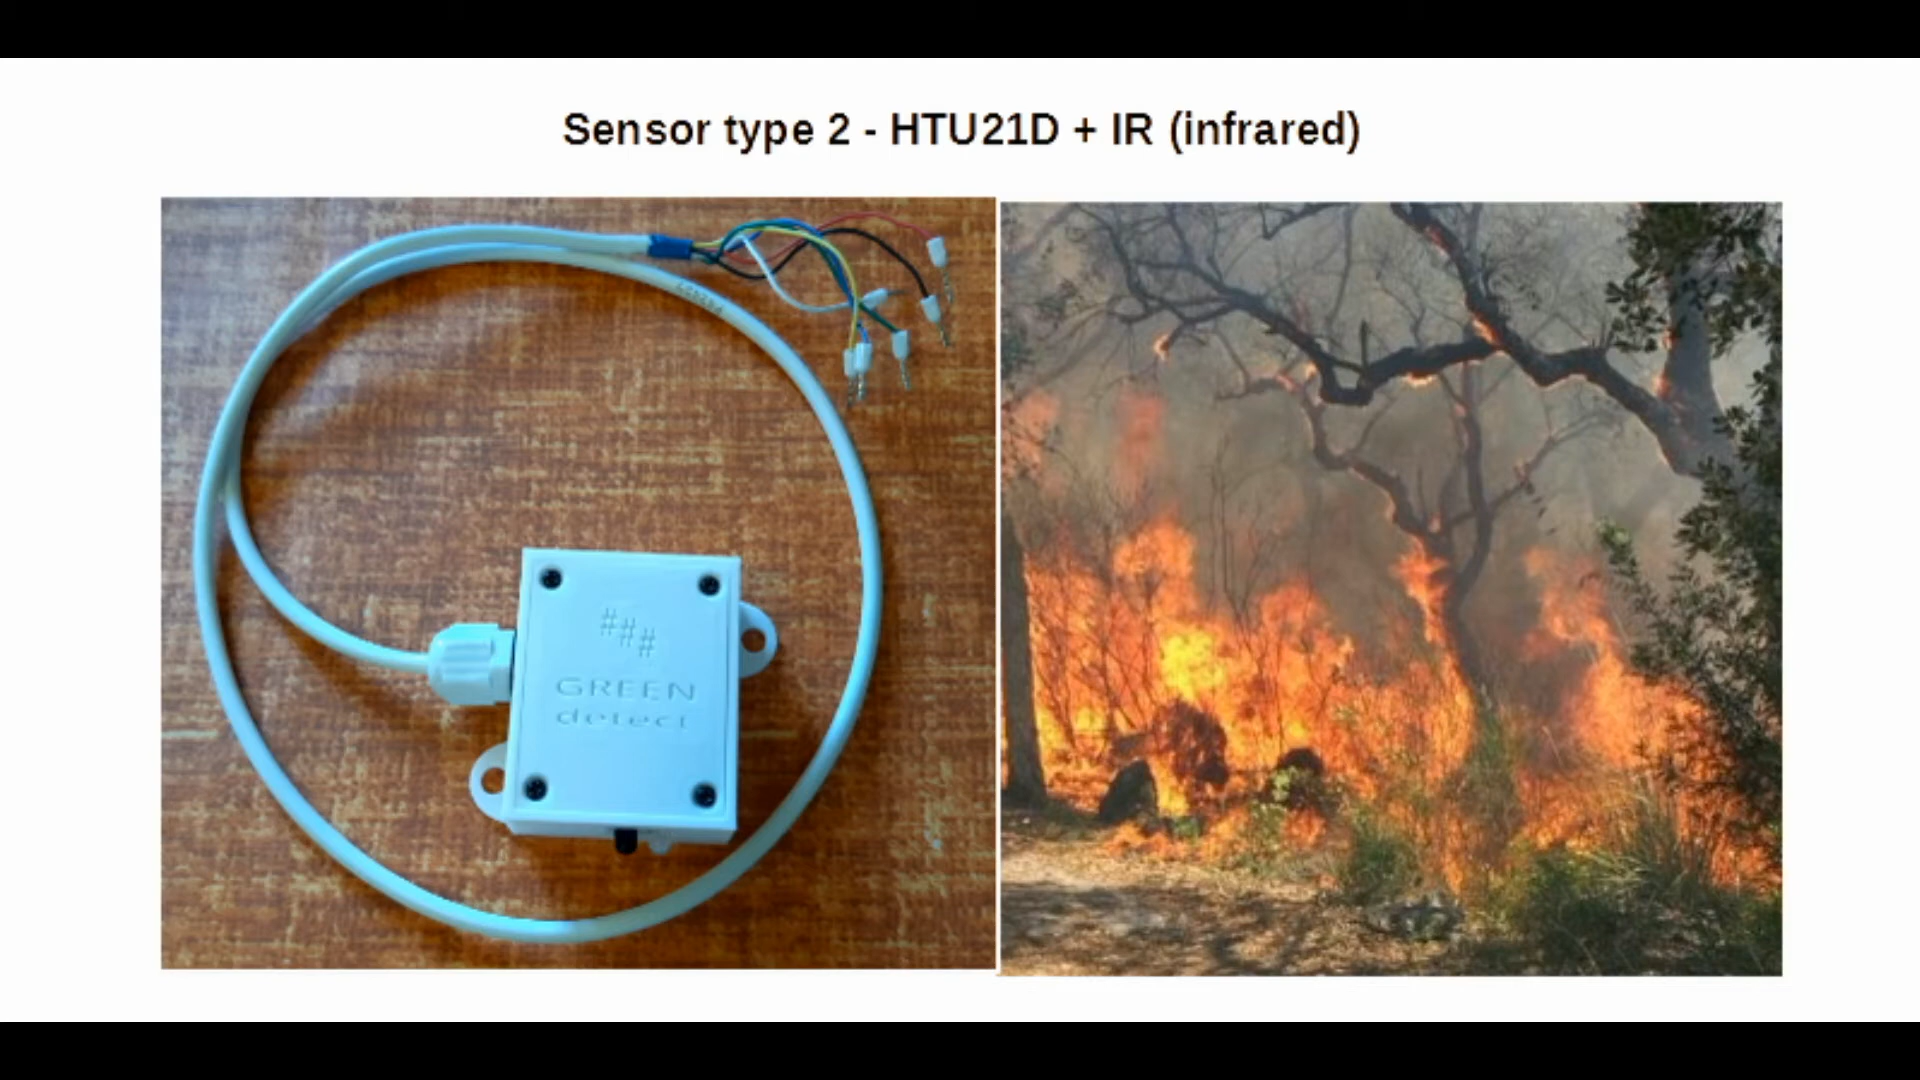 Sensor type 2 - HTU21D + IR (infrared)
###
GREEN
detect